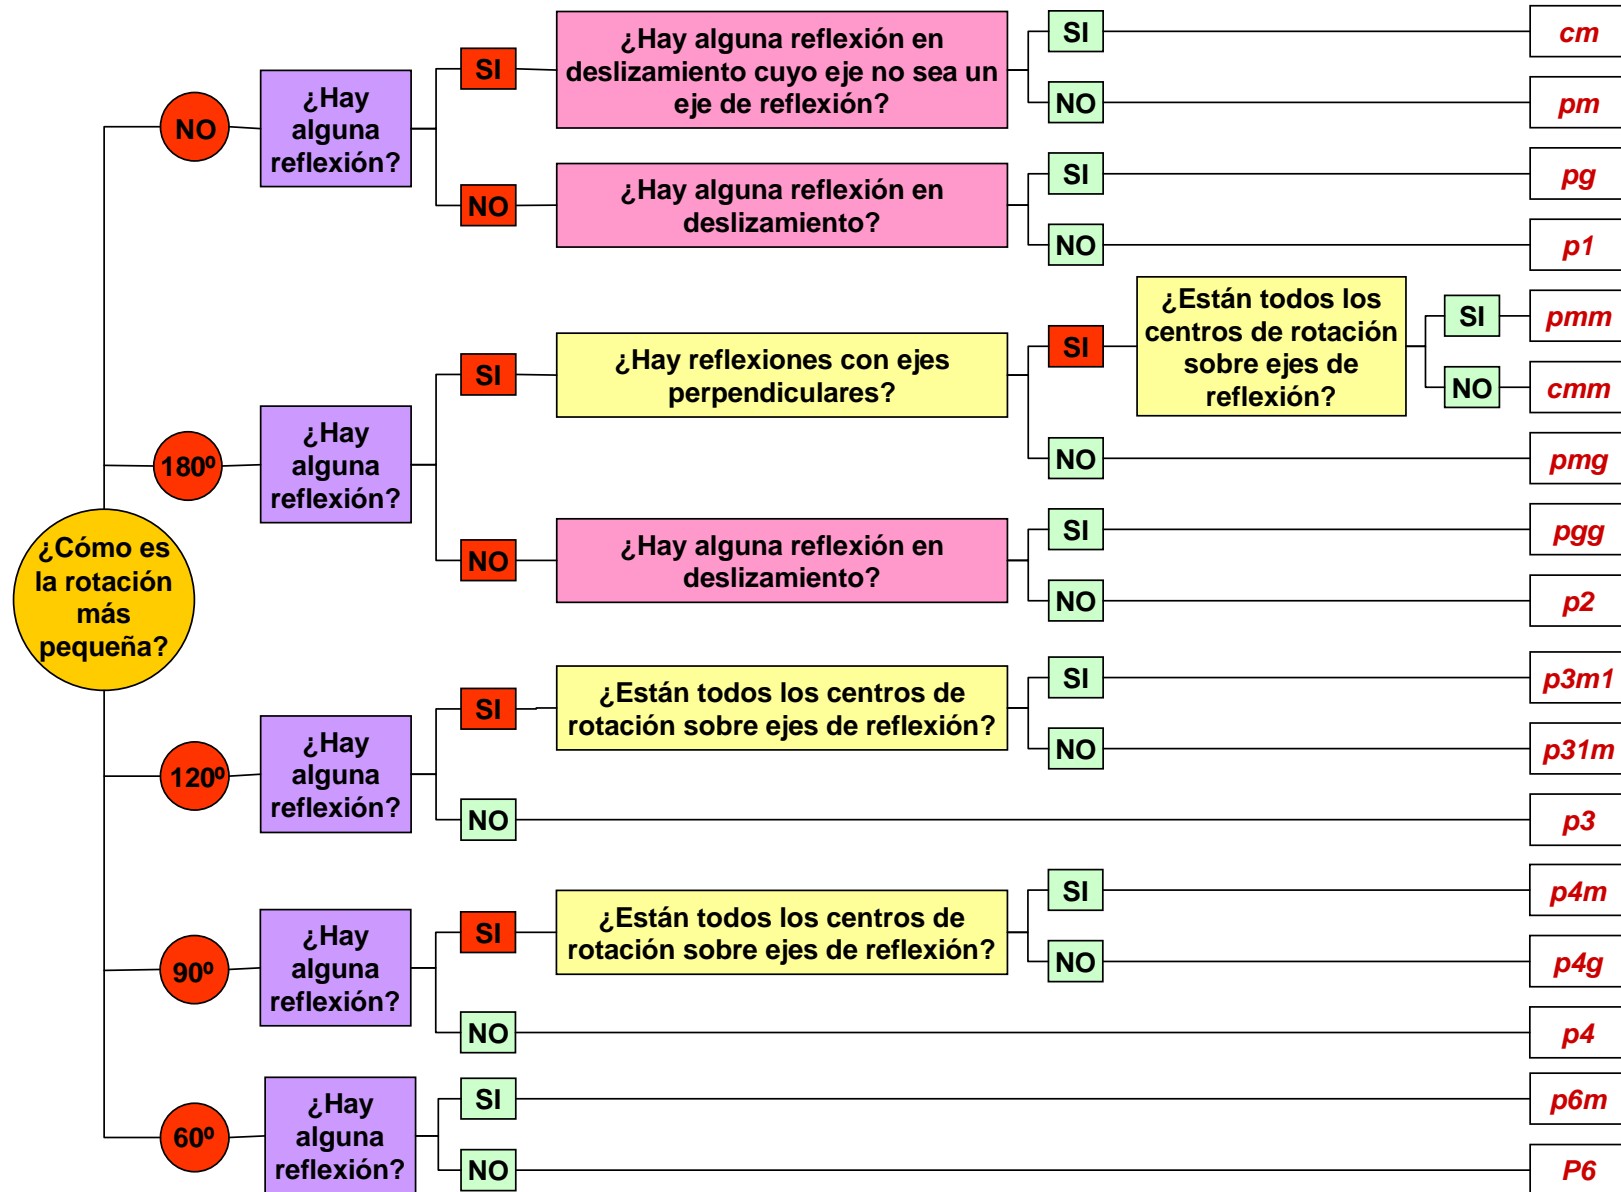 ¿Cómo es
la rotación
más
pequeña?
NO
¿Hay
alguna
reflexión?
SI
¿Hay alguna reflexión en
deslizamiento cuyo eje no sea un
eje de reflexión?
SI
cm
NO
pm
NO
¿Hay alguna reflexión en
deslizamiento?
SI
pg
NO
p1
180º
¿Hay
alguna
reflexión?
SI
¿Hay reflexiones con ejes
perpendiculares?
SI
¿Están todos los
centros de rotación
sobre ejes de
reflexión?
SI
pmm
NO
cmm
NO
pmg
NO
¿Hay alguna reflexión en
deslizamiento?
SI
pgg
NO
p2
120º
¿Hay
alguna
reflexión?
SI
¿Están todos los centros de
rotación sobre ejes de reflexión?
SI
p3m1
NO
p31m
NO
p3
90º
¿Hay
alguna
reflexión?
SI
¿Están todos los centros de
rotación sobre ejes de reflexión?
SI
p4m
NO
p4g
NO
p4
60º
¿Hay
alguna
reflexión?
SI
p6m
NO
P6